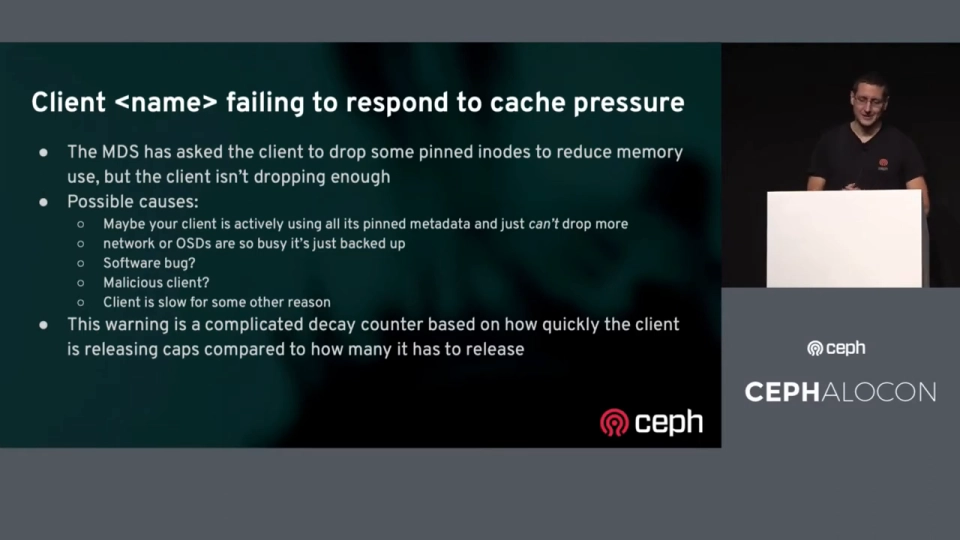 Client <name> failing to respond to cache pressure
● The MDS has asked the client to drop some pinned inodes to reduce memory
use, but the client isn't dropping enough
● Possible causes:
○ Maybe your client is actively using all its pinned metadata and just can't drop more
○ network or OSDs are so busy it's just backed up
○ Software bug?
○ Malicious client?
○ Client is slow for some other reason
● This warning is a complicated decay counter based on how quickly the client
is releasing caps compared to how many it has to release
ceph
ceph
CEPHALOCON